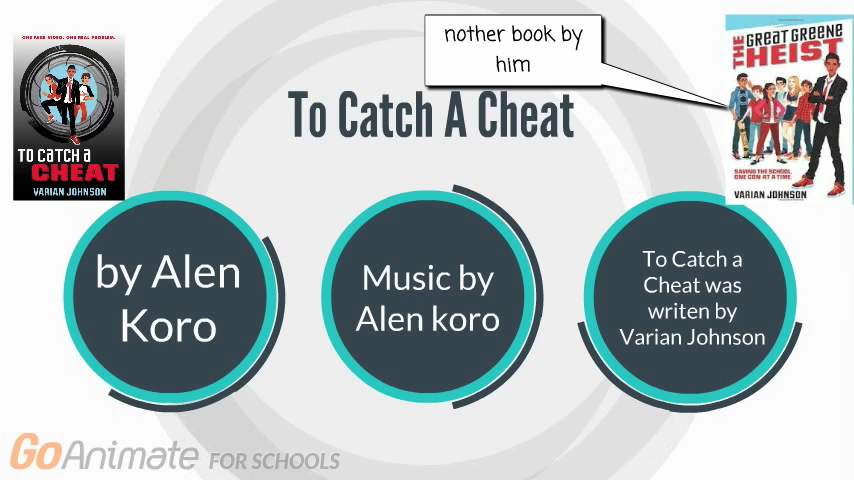 ONE FAKE VIDEO. ONE REAL PROBLEM.
TO CATCH A
CHEAT
VARIAN JOHNSON
nother book by
him
THE
GREAT GREENE
HEIST
SAVING THE SCHOOL,
ONE CON AT A TIME.
VARIAN JOHNSON
To Catch A Cheat
by Alen
Koro
Music by
Alen koro
To Catch a
Cheat was
writen by
Varian Johnson
GoAnimate FOR SCHOOLS